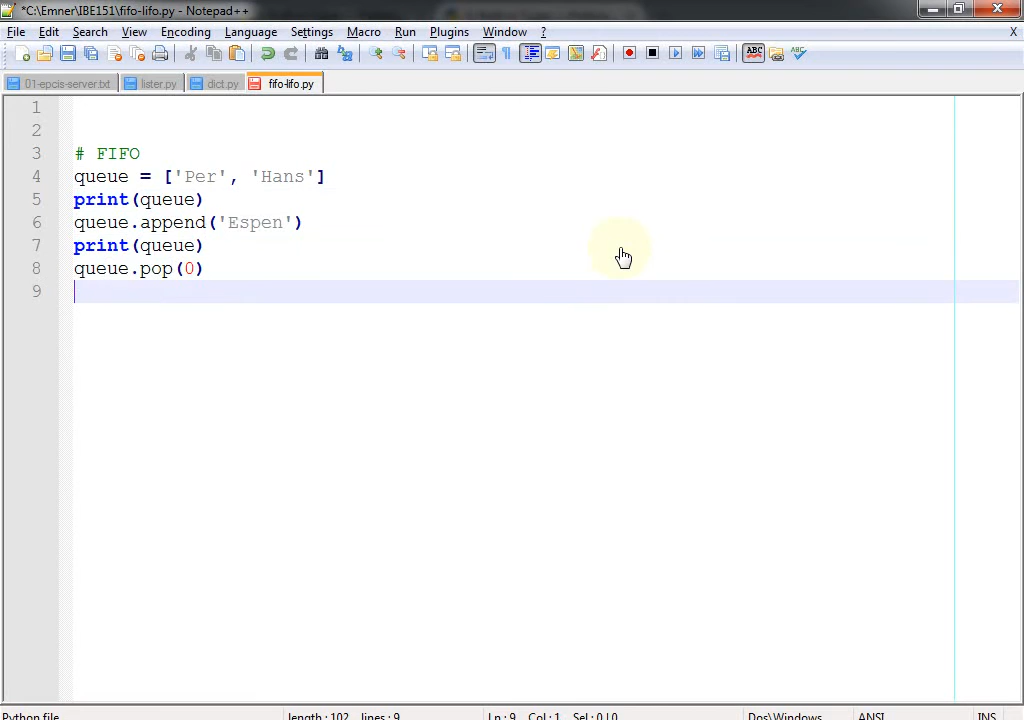 *C:\Emner\IBE151\fifo-lifo.py - Notepad++
File Edit Search View Encoding Language Settings Macro Run Plugins Window ? X
01-epcis-server.txt lister.py dict.py fifo-lifo.py
1
2
3 # FIFO
4 queue = ['Per', 'Hans']
5 print(queue)
6 queue.append('Espen')
7 print(queue)
8 queue.pop(0)
9
Python file length : 102 lines : 9 Ln : 9 Col : 1 Sel : 0 | 0 Dos\Windows ANSI INS